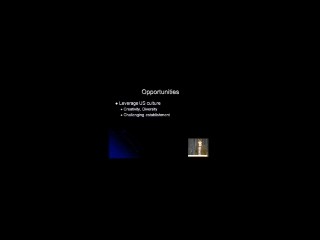 Opportunities
Leverage US culture
Creativity, Diversity
Challenging establishment